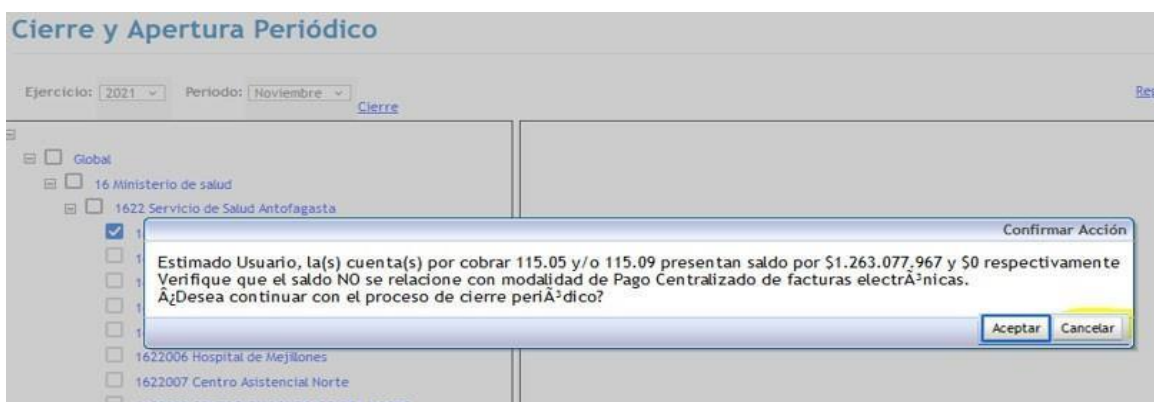 Cierre y Apertura Periódico
Ejercicio: 2021 Periodo: Noviembre
Cierre
Global
16 Ministerio de salud
1622 Servicio de Salud Antofagasta
Confirmar Acción
Estimado Usuario, la(s) cuenta(s) por cobrar 115.05 y/o 115.09 presentan saldo por $1.263.077,967 y $0 respectivamente
Verifique que el saldo NO se relacione con modalidad de Pago Centralizado de facturas electrÃ³nicas.
Â¿Desea continuar con el proceso de cierre periÃ³dico?
Aceptar Cancelar
1622006 Hospital de Mejillones
1622007 Centro Asistencial Norte